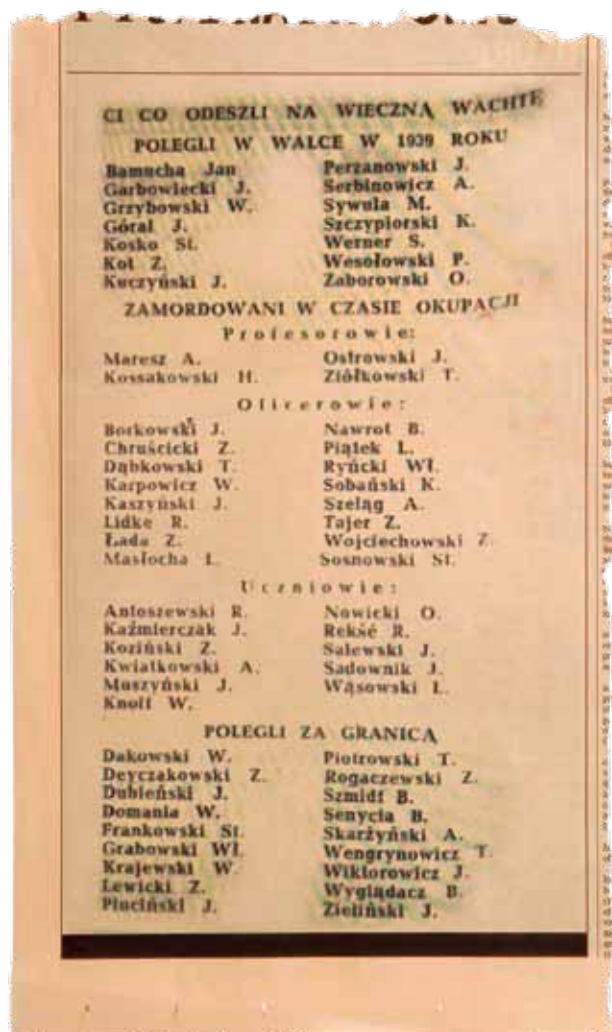 CI CO ODESZLI NA WIECZNĄ WACHTĘ
POLEGLI W WALCE W 1939 ROKU
Bamucha Jan Perzanowski J.
Garbowiecki J. Serbinowicz A.
Grzybowski W. Sywula M.
Góral J. Szczypiorski K.
Kosko St. Werner S.
Kot Z. Wesołowski P.
Kuczyński J. Zaborowski O.
ZAMORDOWANI W CZASIE OKUPACJI
Profesorowie:
Maresz A. Ostrowski J.
Kossakowski H. Ziółkowski T.
Oficerowie:
Borkowski J. Nawrot B.
Chruścicki Z. Piątek L.
Dąbkowski T. Ryńcki Wł.
Karpowicz W. Sobański K.
Kaszyński J. Szeląg A.
Lidke R. Tajer Z.
Łada Z. Wojciechowski Z.
Masłocha L. Sosnowski St.
Uczniowie:
Antoszewski R. Nowicki O.
Kaźmierczak J. Rekść R.
Koziński Z. Salewski J.
Kwiatkowski A. Sadownik J.
Muszyński J. Wąsowski L.
Knoll W.
POLEGLI ZA GRANICĄ
Dakowski W. Piotrowski T.
Deyczakowski Z. Rogaczewski Z.
Dubieński J. Szmidt B.
Domania W. Senycia B.
Frankowski St. Skarżyński A.
Grabowski Wł. Wengrynowicz T.
Krajewski W. Wiktorowicz J.
Lewicki Z. Wyglądacz B.
Pluciński J. Zieliński J.